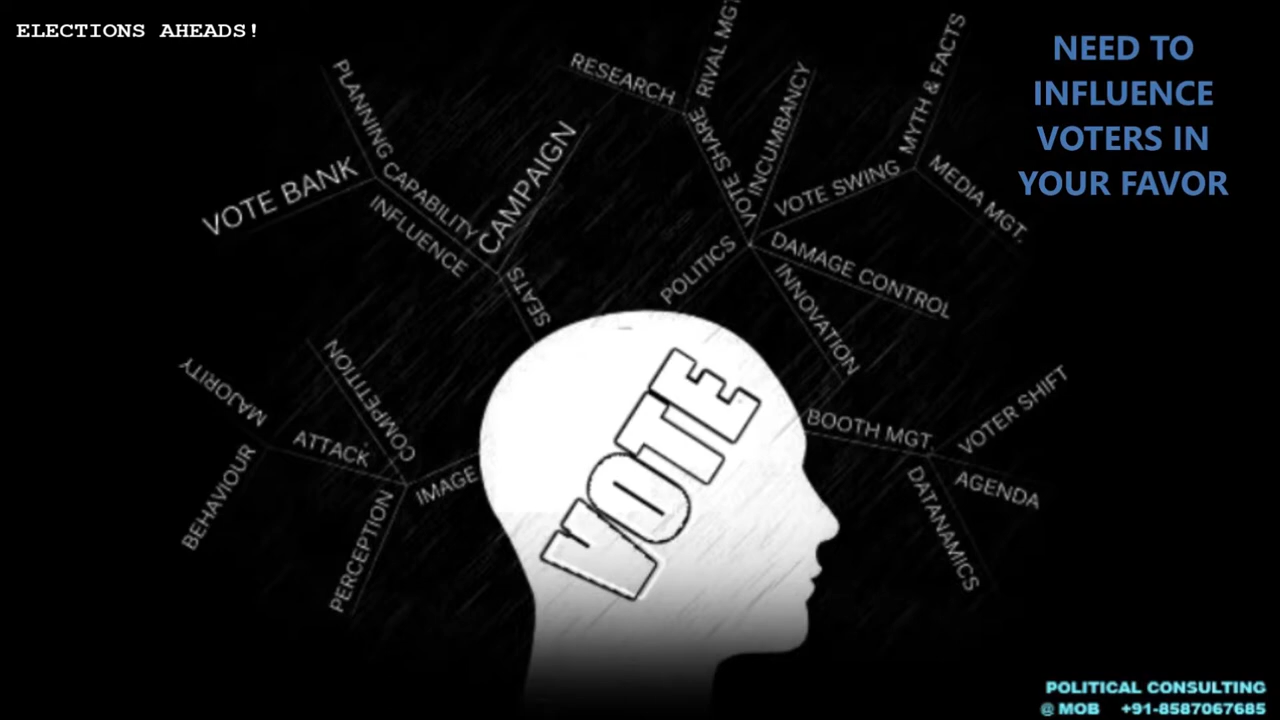 ELECTIONS AHEADS!
NEED TO
INFLUENCE
VOTERS IN
YOUR FAVOR
PLANNING
CAPABILITY
VOTE BANK
INFLUENCE
CAMPAIGN
SEATS
RESEARCH
RIVAL MGT
VOTE SHARE
INCUMBANCY
MYTH & FACTS
VOTE SWING
MEDIA MGT.
POLITICS
DAMAGE CONTROL
INNOVATION
MAJORITY
COMPETITION
ATTACK
BEHAVIOUR
IMAGE
PERCEPTION
VOTE
BOOTH MGT.
VOTER SHIFT
AGENDA
DATANAMICS
POLITICAL CONSULTING
@ MOB +91-8587067685